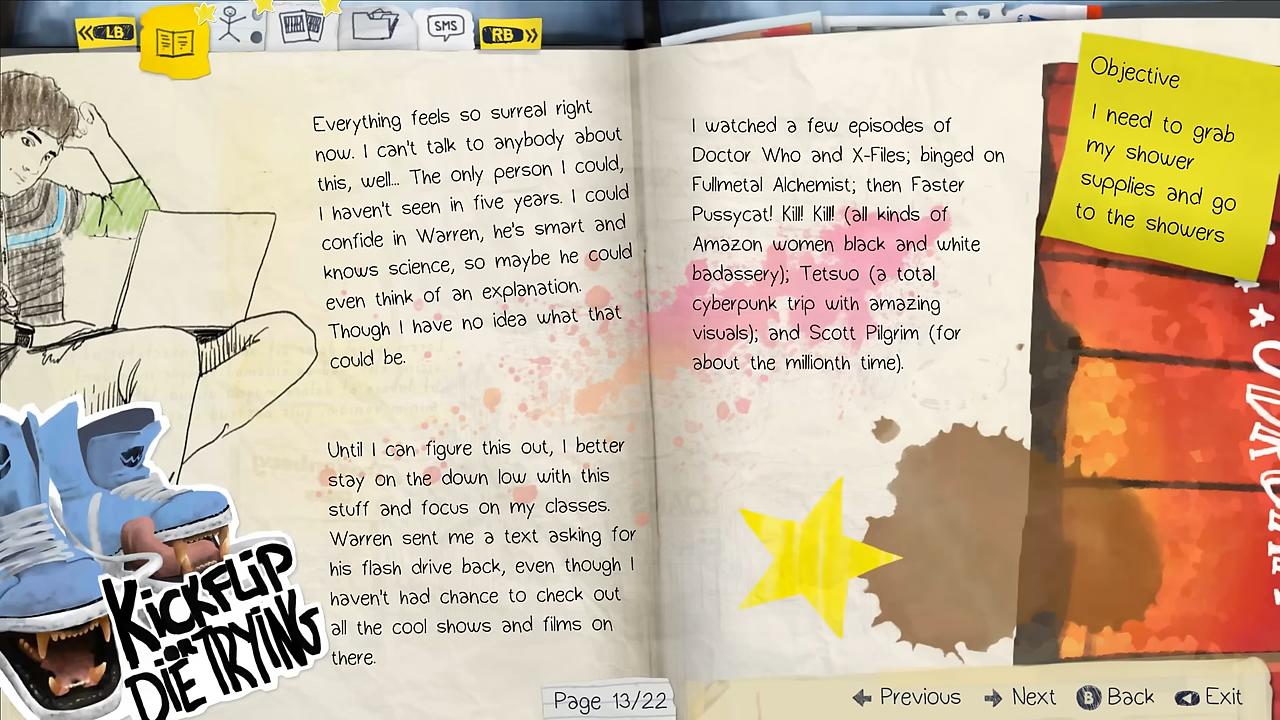 LB
SMS
RB
Everything feels so surreal right
now. I can't talk to anybody about
this, well... The only person I could,
I haven't seen in five years. I could
confide in Warren, he's smart and
knows science, so maybe he could
even think of an explanation.
Though I have no idea what that
could be.
Until I can figure this out, I better
stay on the down low with this
stuff and focus on my classes.
Warren sent me a text asking for
his flash drive back, even though I
haven't had chance to check out
all the cool shows and films on
there.
KICKFLIP
OR
DIE TRYING
I watched a few episodes of
Doctor Who and X-Files; binged on
Fullmetal Alchemist; then Faster
Pussycat! Kill! Kill! (all kinds of
Amazon women black and white
badassery); Tetsuo (a total
cyberpunk trip with amazing
visuals); and Scott Pilgrim (for
about the millionth time).
Objective
I need to grab
my shower
supplies and go
to the showers
Page 13/22
Previous
Next
B Back
Exit